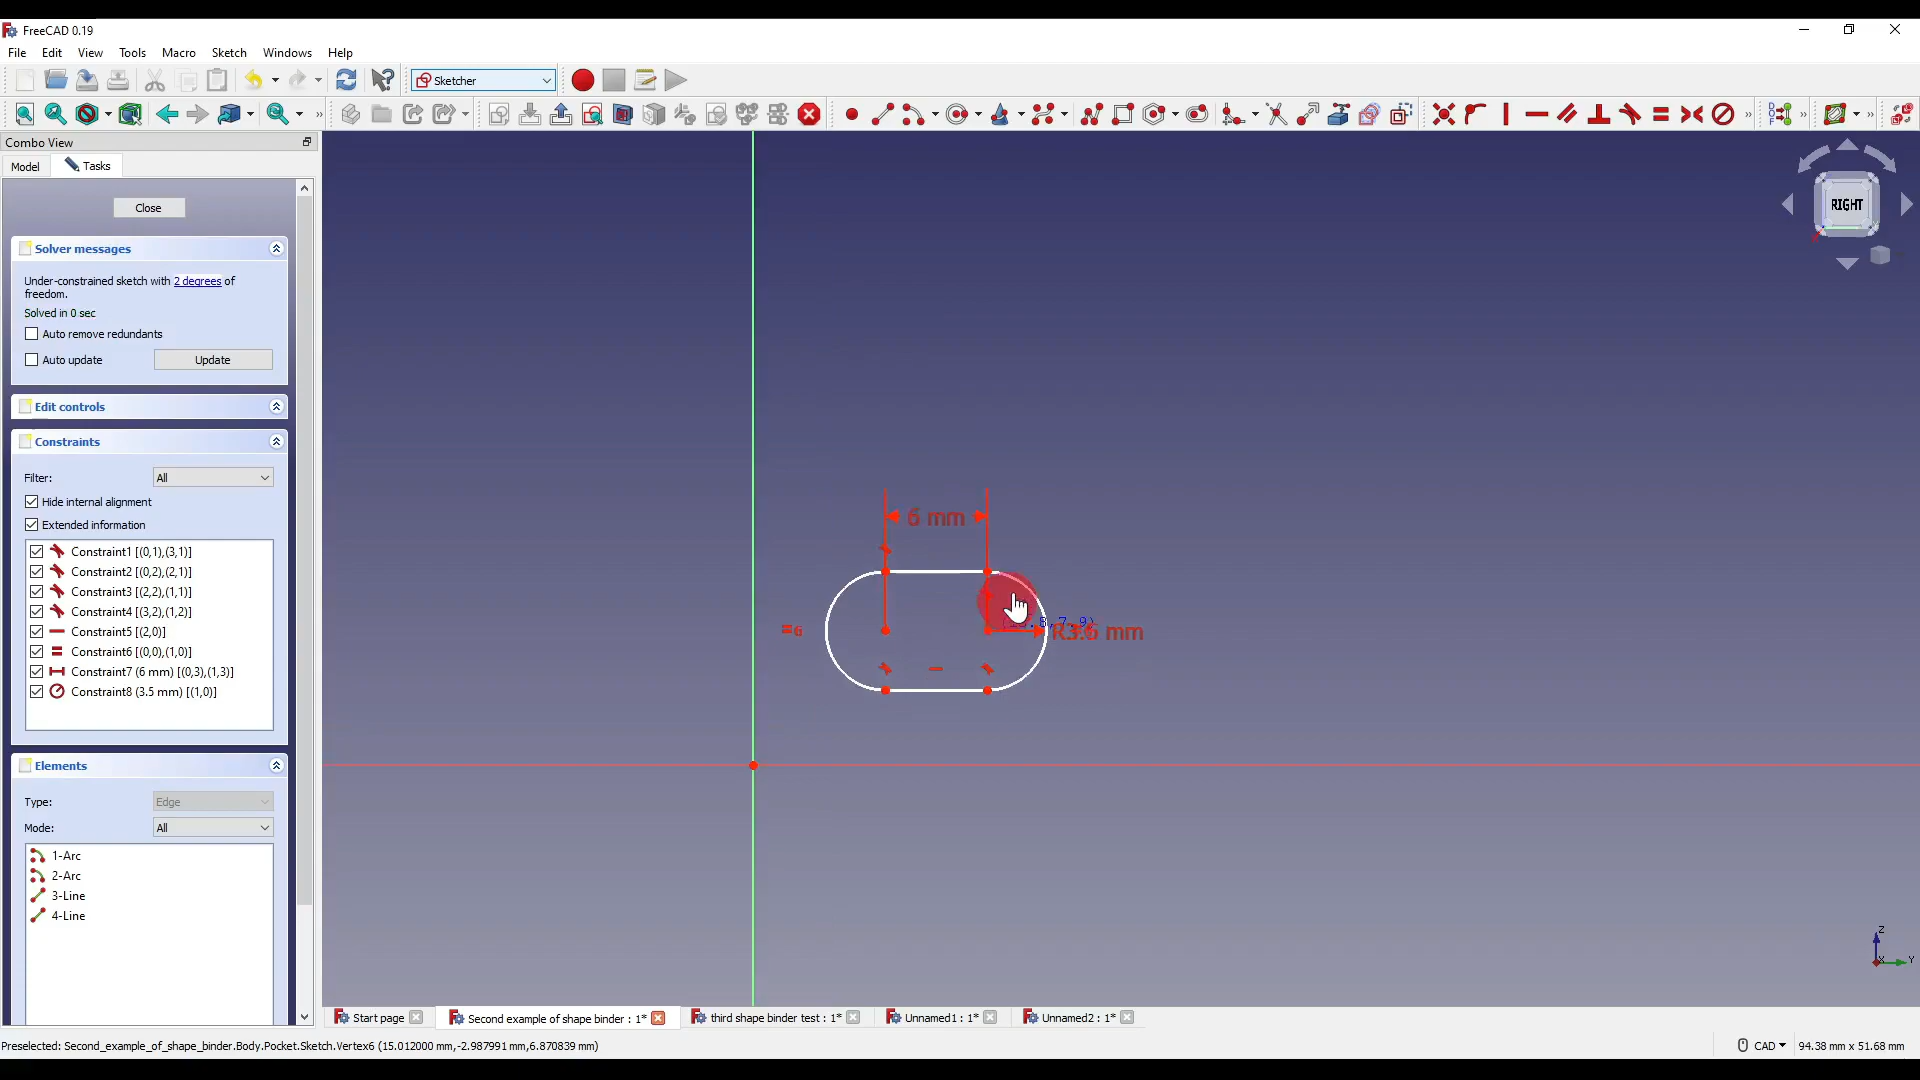 FreeCAD 0.19
File Edit View Tools Macro Sketch Windows Help
Sketcher
Combo View
Model Tasks
Close
Solver messages
Under-constrained sketch with 2 degrees of
freedom.
Solved in 0 sec
Auto remove redundants
Auto update Update
Edit controls
Constraints
Filter: All
Hide internal alignment
Extended information
Constraint1 [(0,1),(3,1)]
Constraint2 [(0,2),(2,1)]
Constraint3 [(2,2),(1,1)]
Constraint4 [(3,2),(1,2)]
Constraint5 [(2,0)]
Constraint6 [(0,0),(1,0)]
Constraint7 (6 mm) [(0,3),(1,3)]
Constraint8 (3.5 mm) [(1,0)]
Elements
Type: Edge
Mode: All
1-Arc
2-Arc
3-Line
4-Line
RIGHT
6 mm
6
mm
Z
X
Y
Start page
Second example of shape binder : 1*
third shape binder test : 1*
Unnamed1 : 1*
Unnamed2 : 1*
Preselected: Second_example_of_shape_binder.Body.Pocket.Sketch.Vertex6 (15.012000 mm,-2.987991 mm,6.870839 mm)
CAD
94.38 mm x 51.68 mm